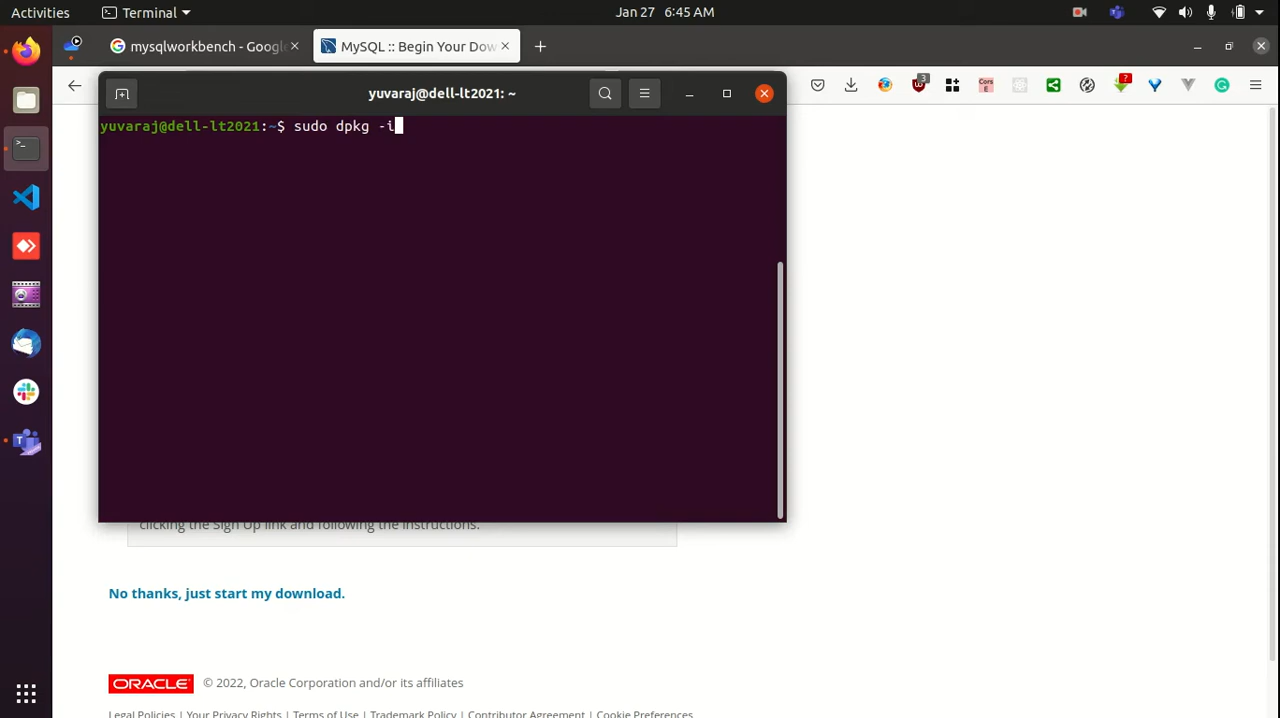 Activities
Terminal
Jan 27 6:45 AM
mysqlworkbench - Googl
MySQL :: Begin Your Dow
yuvaraj@dell-lt2021: ~
3
Cors
E
?
yuvaraj@dell-lt2021:~$ sudo dpkg -i
clicking the Sign Up link and following the instructions.
No thanks, just start my download.
ORACLE © 2022, Oracle Corporation and/or its affiliates
Legal Policies | Your Privacy Rights | Terms of Use | Trademark Policy | Contributor Agreement | Cookie Preferences